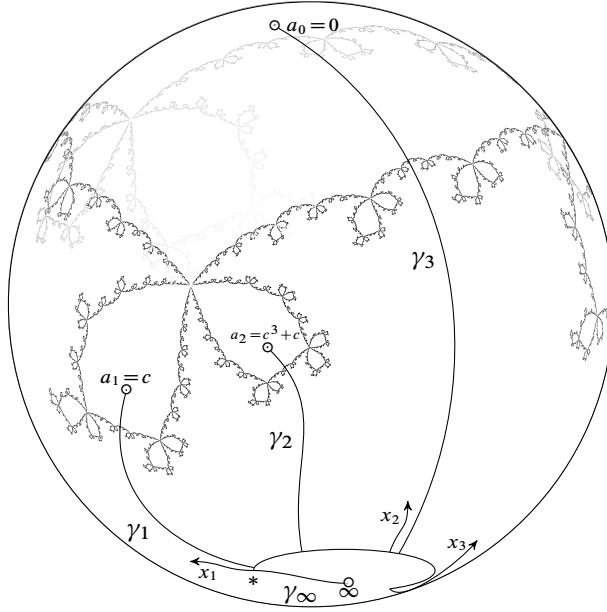 a₀=0
γ₃
a₂=c³+c
a₁=c
γ₂
x₂
γ₁
x₃
x₁
*
γ∞
∞